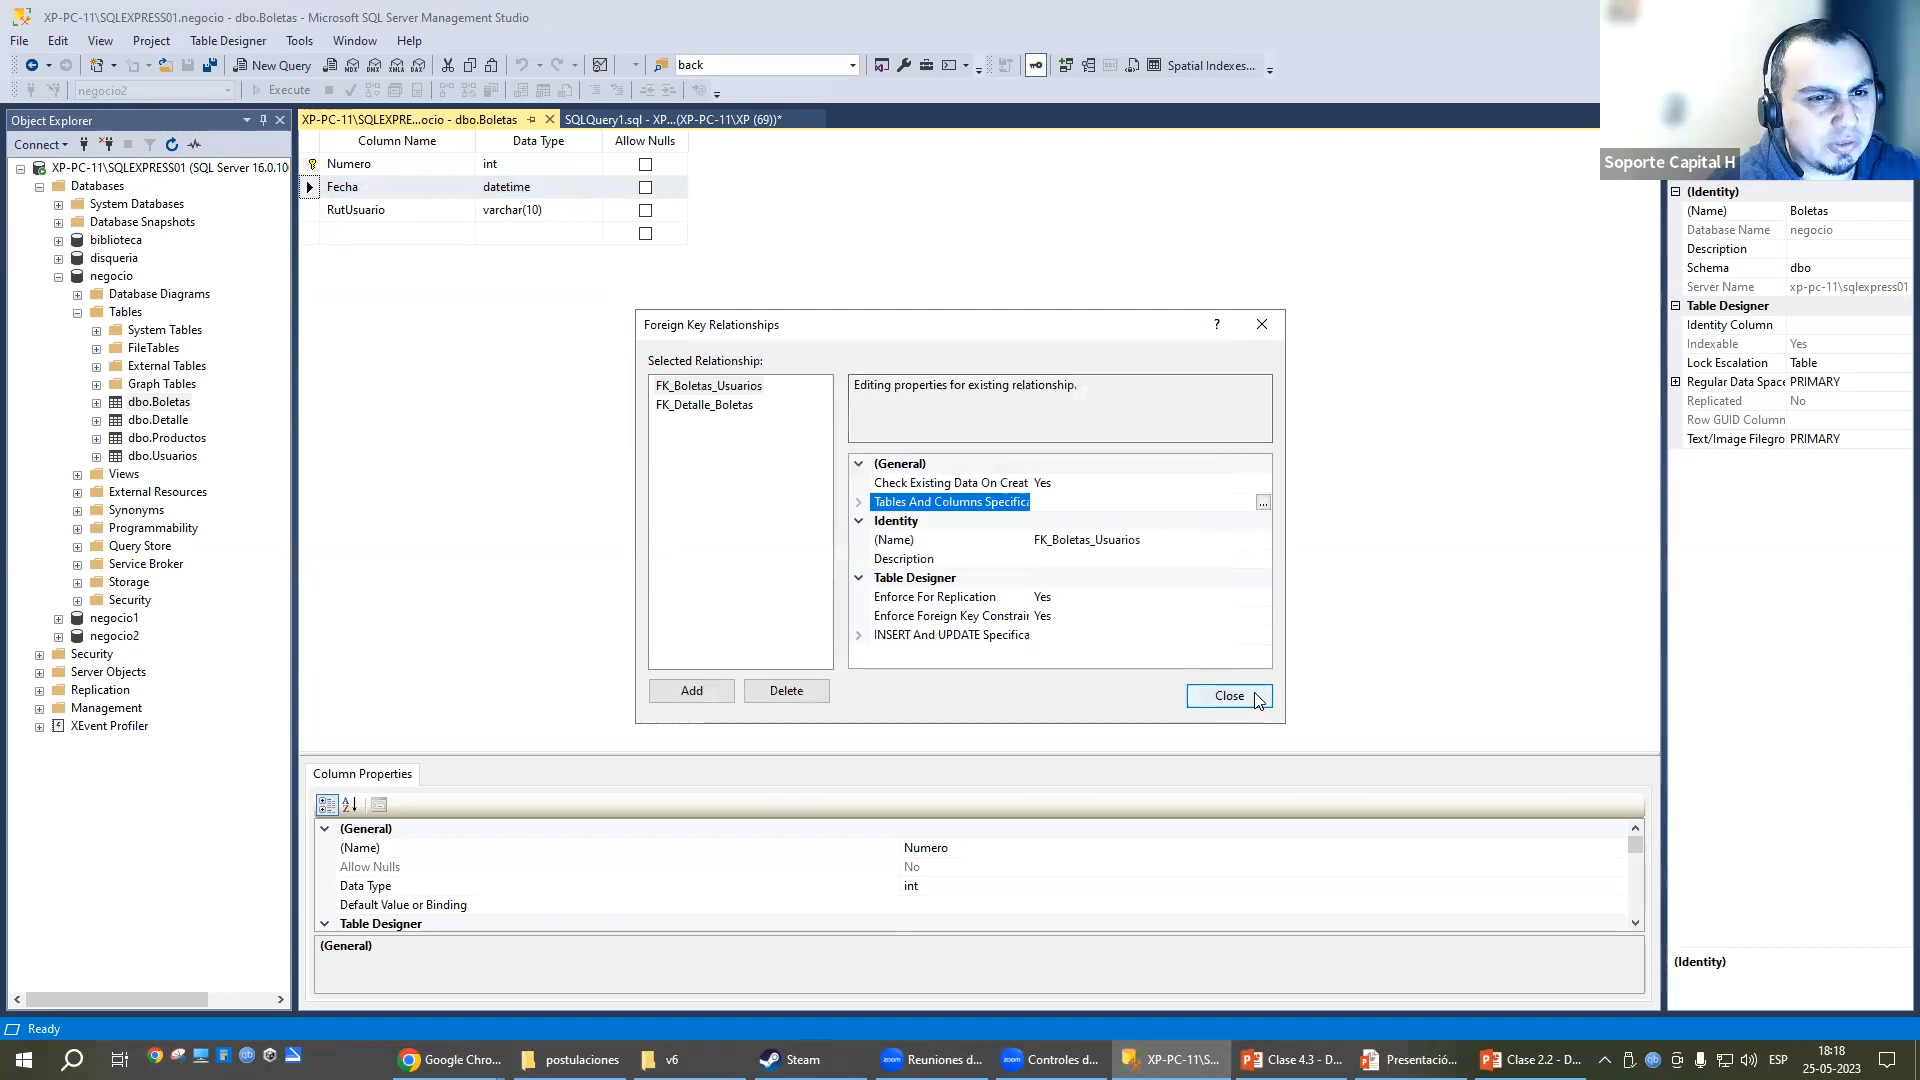 XP-PC-11\SQLEXPRESS01.negocio - dbo.Boletas - Microsoft SQL Server Management Studio
File Edit View Project Table Designer Tools Window Help
New Query MDX DMX XMLA DAX back Spatial Indexes...
negocio2 Execute
Object Explorer
Connect
XP-PC-11\SQLEXPRESS01 (SQL Server 16.0.10
Databases
System Databases
Database Snapshots
biblioteca
disqueria
negocio
Database Diagrams
Tables
System Tables
FileTables
External Tables
Graph Tables
dbo.Boletas
dbo.Detalle
dbo.Productos
dbo.Usuarios
Views
External Resources
Synonyms
Programmability
Query Store
Service Broker
Storage
Security
negocio1
negocio2
Security
Server Objects
Replication
Management
XEvent Profiler
XP-PC-11\SQLEXPRE...ocio - dbo.Boletas SQLQuery1.sql - XP...(XP-PC-11\XP (69))*
Column Name Data Type Allow Nulls
Numero int
Fecha datetime
RutUsuario varchar(10)
Foreign Key Relationships ?
Selected Relationship:
FK_Boletas_Usuarios
FK_Detalle_Boletas
Editing properties for existing relationship.
(General)
Check Existing Data On Creat Yes
Tables And Columns Specifica ...
Identity
(Name) FK_Boletas_Usuarios
Description
Table Designer
Enforce For Replication Yes
Enforce Foreign Key Constrain Yes
INSERT And UPDATE Specifica
Add Delete Close
Column Properties
(General)
(Name) Numero
Allow Nulls No
Data Type int
Default Value or Binding
Table Designer
(General)
Soporte Capital H
(Identity)
(Name) Boletas
Database Name negocio
Description
Schema dbo
Server Name xp-pc-11\sqlexpress01
Table Designer
Identity Column
Indexable Yes
Lock Escalation Table
Regular Data Space PRIMARY
Replicated No
Row GUID Column
Text/Image Filegro PRIMARY
(Identity)
Ready
Google Chro... postulaciones v6 Steam zoom Reuniones d... zoom Controles d... XP-PC-11\S... Clase 4.3 - D... Presentació... Clase 2.2 - D... ESP 18:18
25-05-2023